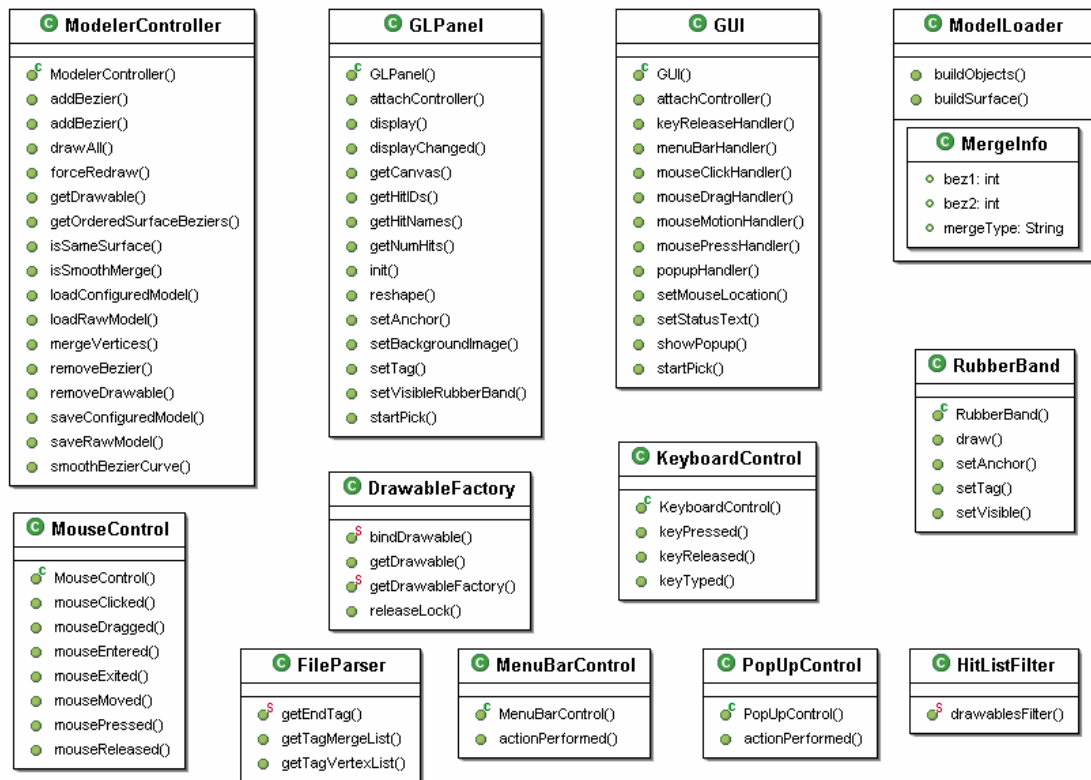 ModelerController
ModelerController()
addBezier()
addBezier()
drawAll()
forceRedraw()
getDrawable()
getOrderedSurfaceBeziers()
isSameSurface()
isSmoothMerge()
loadConfiguredModel()
loadRawModel()
mergeVertices()
removeBezier()
removeDrawable()
saveConfiguredModel()
saveRawModel()
smoothBezierCurve()
GLPanel
GLPanel()
attachController()
display()
displayChanged()
getCanvas()
getHitIDs()
getHitNames()
getNumHits()
init()
reshape()
setAnchor()
setBackgroundImage()
setTag()
setVisibleRubberBand()
startPick()
GUI
GUI()
attachController()
keyReleaseHandler()
menuBarHandler()
mouseClickHandler()
mouseDragHandler()
mouseMotionHandler()
mousePressHandler()
popupHandler()
setMouseLocation()
setStatusText()
showPopup()
startPick()
ModelLoader
buildObjects()
buildSurface()
MergeInfo
bez1: int
bez2: int
mergeType: String
RubberBand
RubberBand()
draw()
setAnchor()
setTag()
setVisible()
DrawableFactory
bindDrawable()
getDrawable()
getDrawableFactory()
releaseLock()
KeyboardControl
KeyboardControl()
keyPressed()
keyReleased()
keyTyped()
MouseControl
MouseControl()
mouseClicked()
mouseDragged()
mouseEntered()
mouseExited()
mouseMoved()
mousePressed()
mouseReleased()
FileParser
getEndTag()
getTagMergeList()
getTagVertexList()
MenuBarControl
MenuBarControl()
actionPerformed()
PopUpControl
PopUpControl()
actionPerformed()
HitListFilter
drawablesFilter()